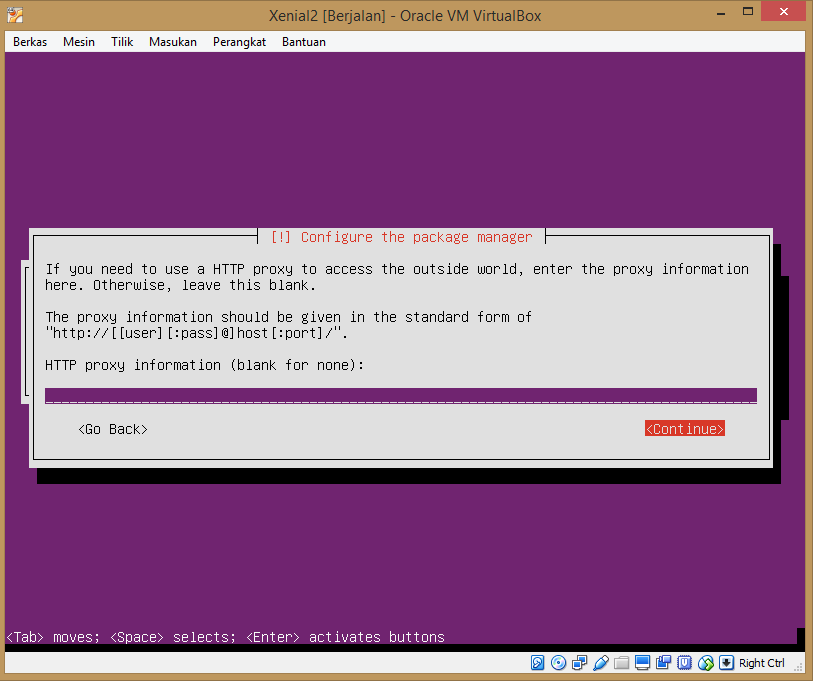 Xenial2 [Berjalan] - Oracle VM VirtualBox
Berkas Mesin Tilik Masukan Perangkat Bantuan
[!] Configure the package manager
If you need to use a HTTP proxy to access the outside world, enter the proxy information
here. Otherwise, leave this blank.
The proxy information should be given in the standard form of
"http://[[user][:pass]@]host[:port]/".
HTTP proxy information (blank for none):
<Go Back> <Continue>
<Tab> moves; <Space> selects; <Enter> activates buttons
Right Ctrl